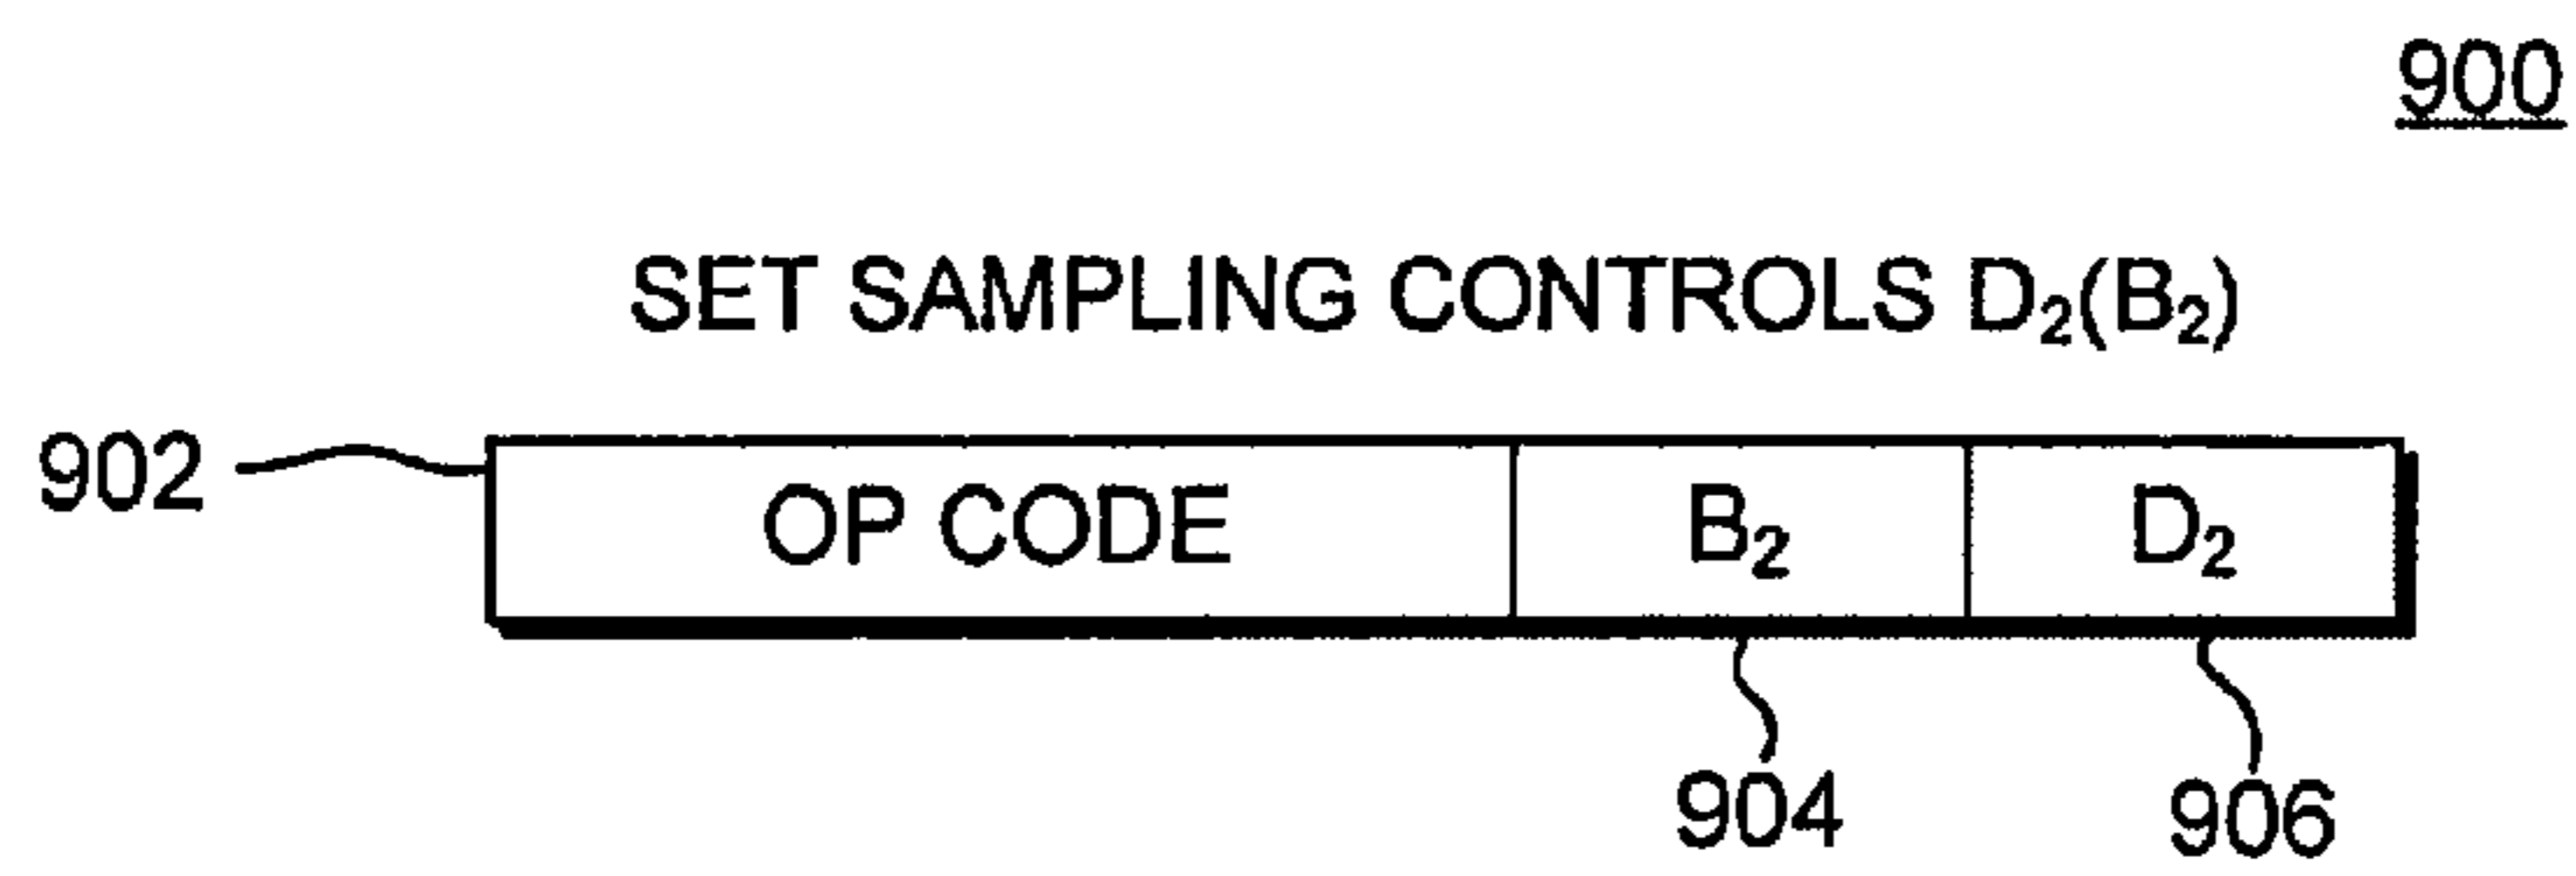 900
SET SAMPLING CONTROLS D₂(B₂)
902
OP CODE B₂ D₂
904
906